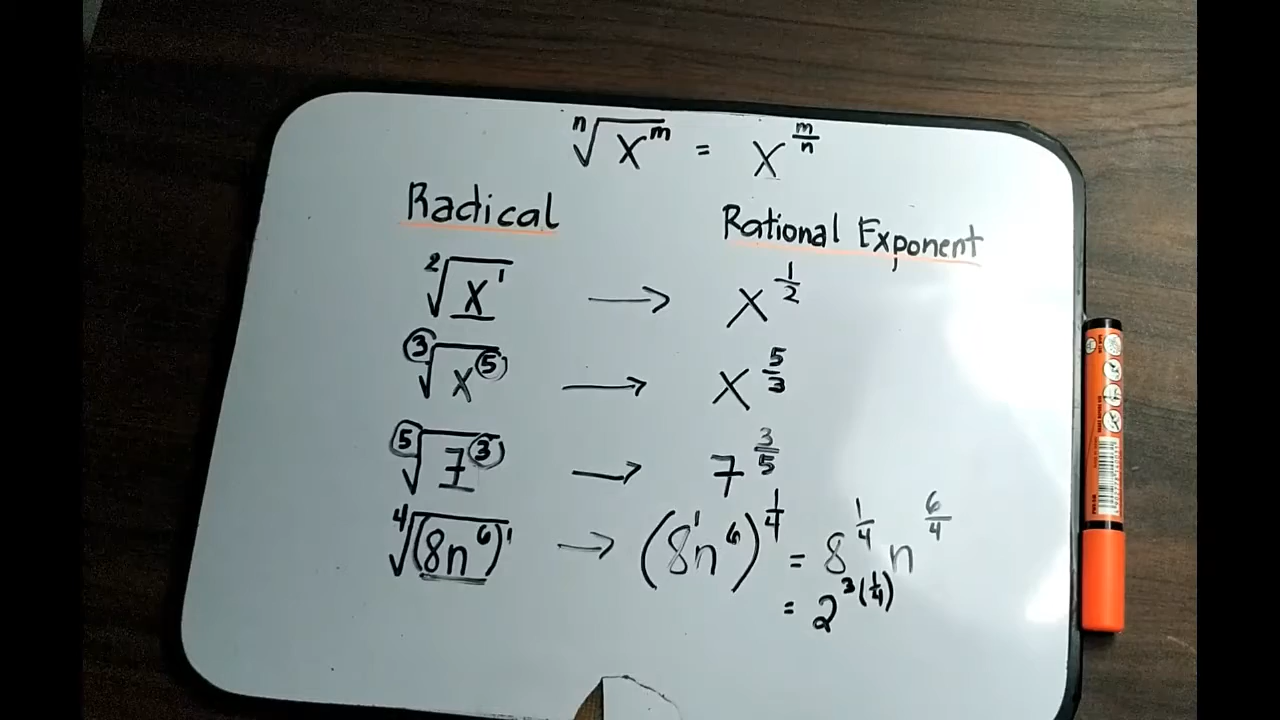 ⁿ√xᵐ = x^(m/n)
Radical Rational Exponent
²√x¹ → x^(1/2)
³√x⁵ → x^(5/3)
⁵√7³ → 7^(3/5)
⁴√(8n⁶)¹ → (8¹n⁶)^(1/4) = 8^(1/4) n^(6/4)
= 2^(3(1/4))